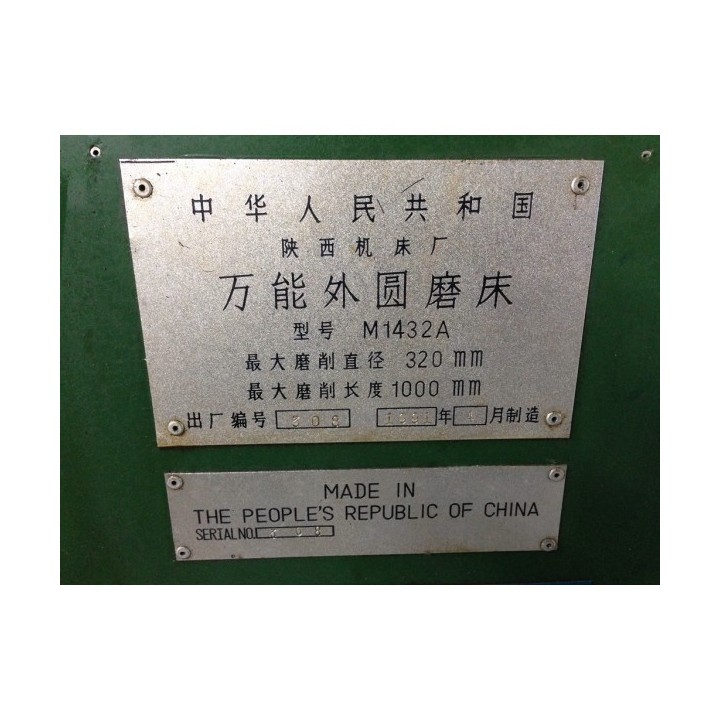 中华人民共和国
陕西机床厂
万能外圆磨床
型号 M1432A
最大磨削直径 320 mm
最大磨削长度 1000 mm
出厂编号 308 年 月制造
MADE IN
THE PEOPLE'S REPUBLIC OF CHINA
SERIAL NO. 308